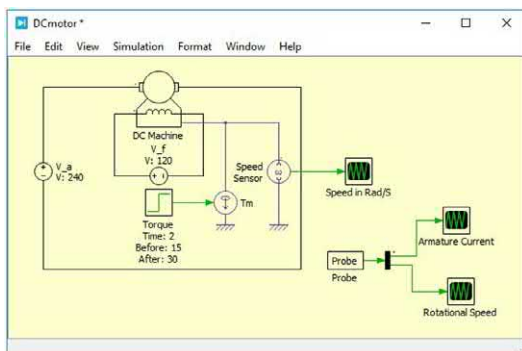 DCmotor *
File Edit View Simulation Format Window Help
DC Machine
V_f
V: 120
V_a
V: 240
Speed
Sensor
ω
Speed in Rad/S
Tm
Torque
Time: 2
Before: 15
After: 30
Armature Current
Probe
Probe
Rotational Speed